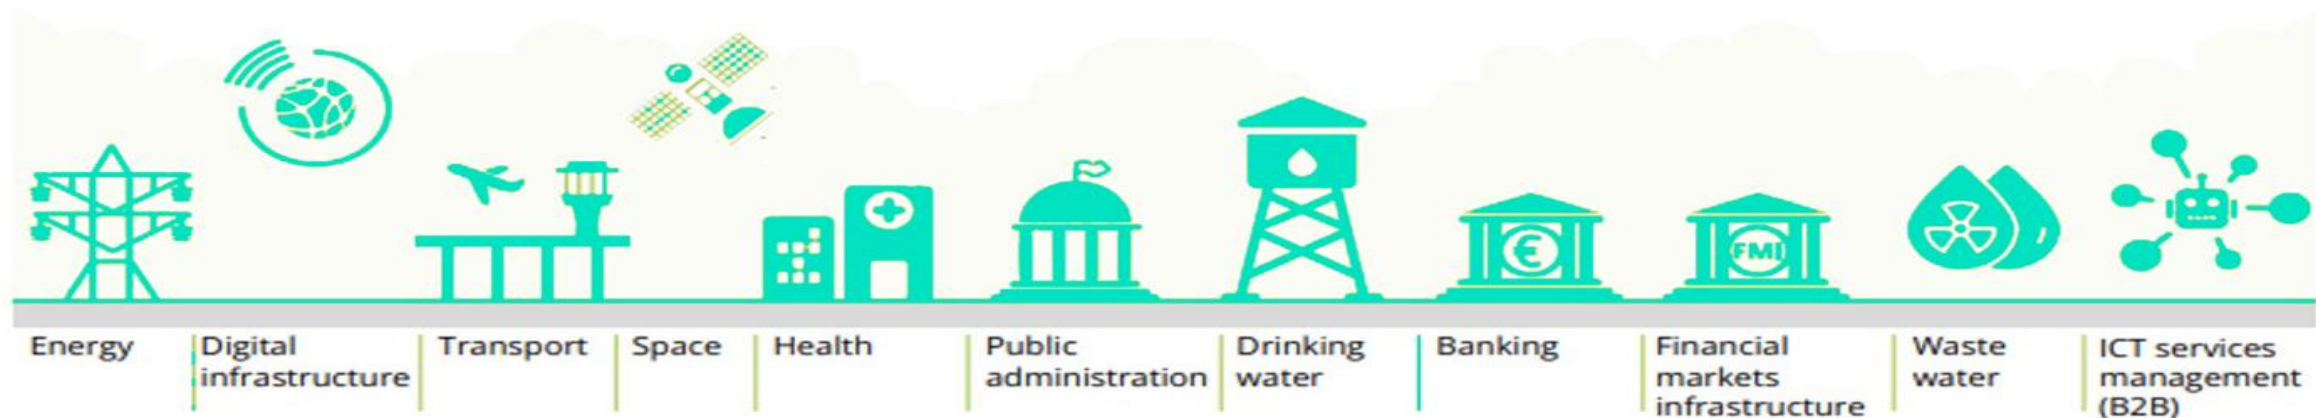 €
FMI
Energy
Digital
infrastructure
Transport
Space
Health
Public
administration
Drinking
water
Banking
Financial
markets
infrastructure
Waste
water
ICT services
management
(B2B)